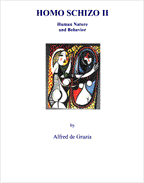 HOMO SCHIZO II
Human Nature
and Behavior
by
Alfred de Grazia